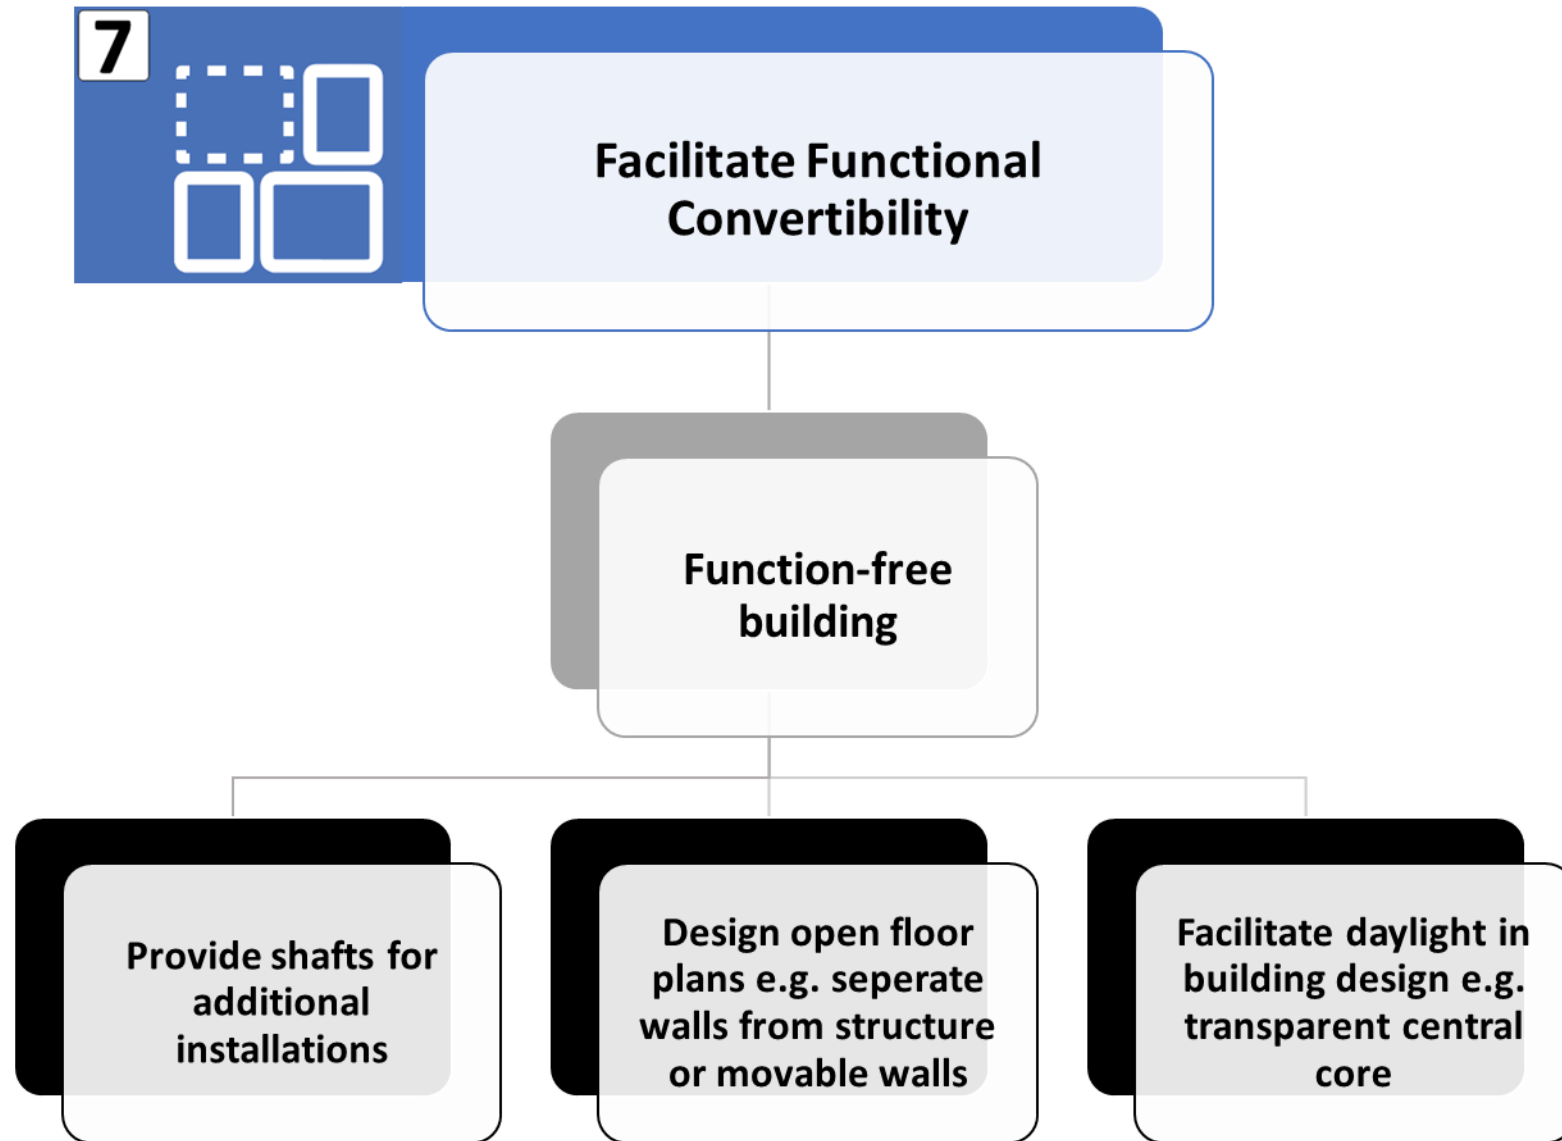 7
Facilitate Functional
Convertibility
Function-free
building
Provide shafts for
additional
installations
Design open floor
plans e.g. seperate
walls from structure
or movable walls
Facilitate daylight in
building design e.g.
transparent central
core